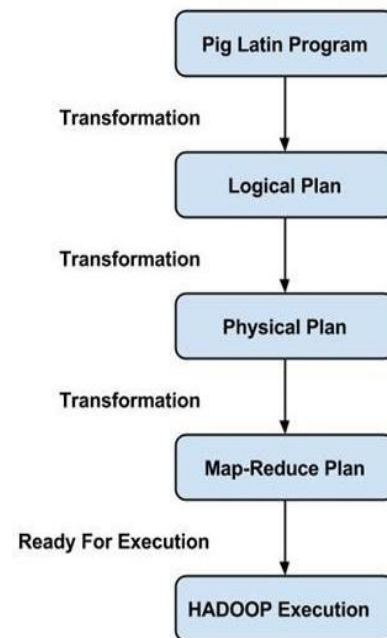 Pig Latin Program
Transformation
Logical Plan
Transformation
Physical Plan
Transformation
Map-Reduce Plan
Ready For Execution
HADOOP Execution